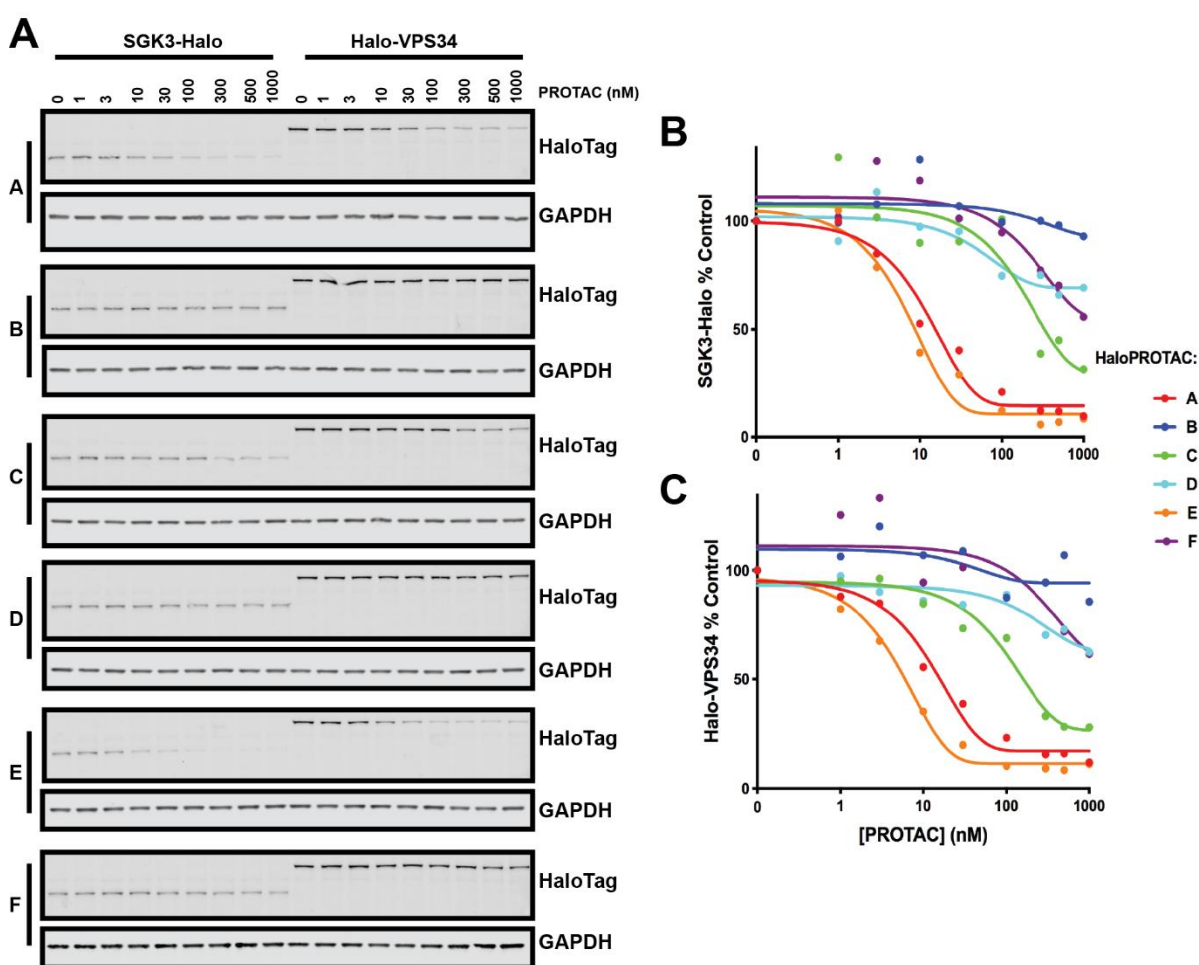 A
SGK3-Halo Halo-VPS34
0 1 3 10 30 100 300 500 1000 0 1 3 10 30 100 300 500 1000 PROTAC (nM)
A
HaloTag
GAPDH
B
HaloTag
GAPDH
C
HaloTag
GAPDH
D
HaloTag
GAPDH
E
HaloTag
GAPDH
F
HaloTag
GAPDH
B
SGK3-Halo % Control
100
50
0
0 1 10 100 1000
C
Halo-VPS34 % Control
100
50
0
0 1 10 100 1000
[PROTAC] (nM)
HaloPROTAC:
A
B
C
D
E
F